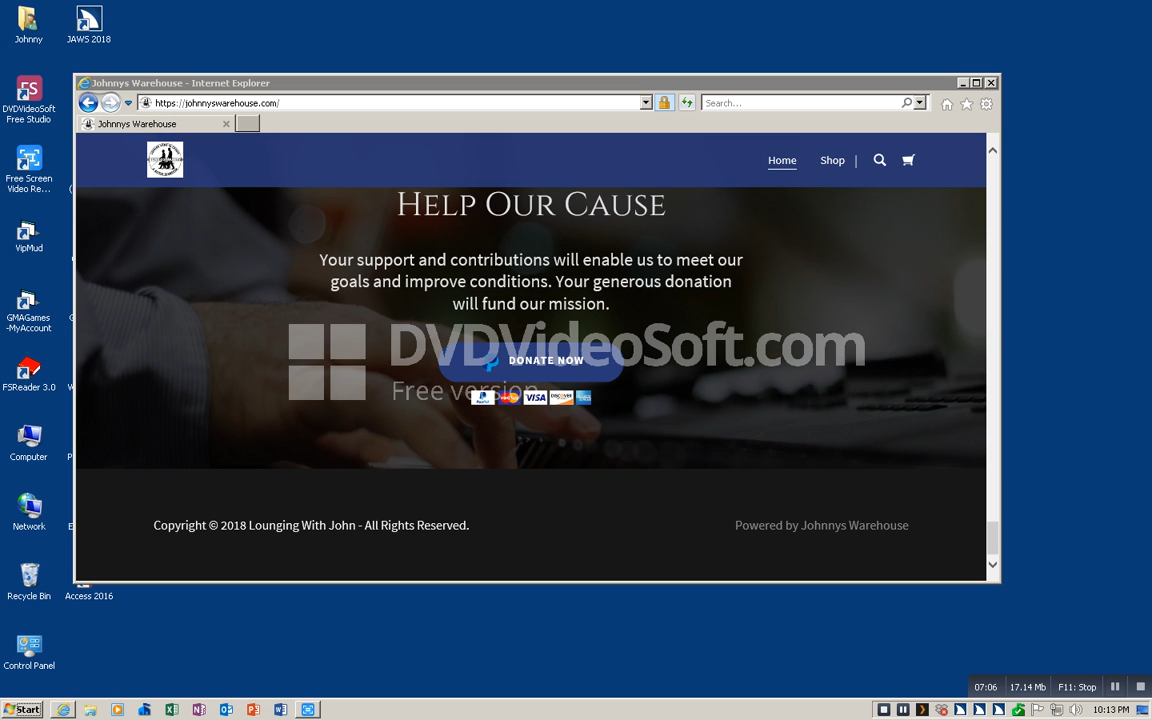 Johnny
JAWS 2018
DVDVideoSoft
Free Studio
Free Screen
Video Re...
VipMud
GMAGames
-MyAccount
FSReader 3.0
Computer
Network
Recycle Bin
Access 2016
Control Panel
Johnnys Warehouse - Internet Explorer
https://johnnyswarehouse.com/
Search...
Johnnys Warehouse
Home
Shop
Help Our Cause
Your support and contributions will enable us to meet our
goals and improve conditions. Your generous donation
will fund our mission.
DVDVideoSoft.com
DONATE NOW
Free version
VISA
Copyright © 2018 Lounging With John - All Rights Reserved.
Powered by Johnnys Warehouse
07:06
17.14 Mb
F11: Stop
Start
10:13 PM